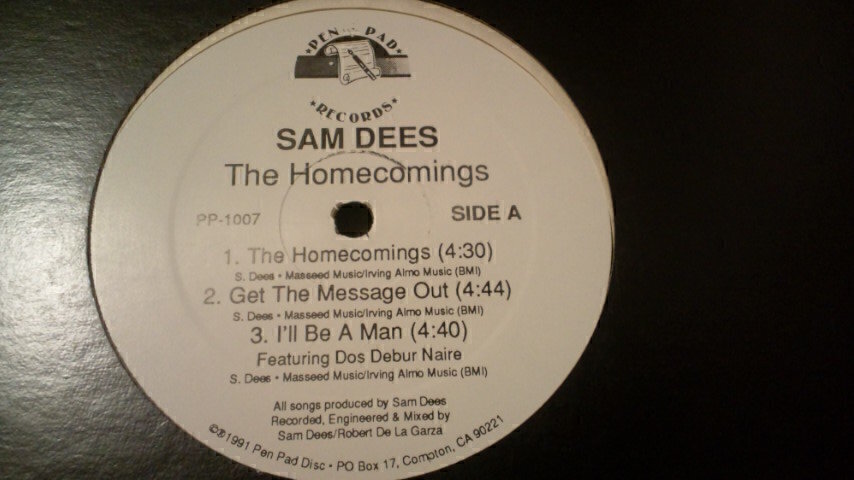 ★PEN AND PAD★
★RECORDS★
SAM DEES
The Homecomings
PP-1007
SIDE A
1. The Homecomings (4:30)
S. Dees • Masseed Music/Irving Almo Music (BMI)
2. Get The Message Out (4:44)
S. Dees • Masseed Music/Irving Almo Music (BMI)
3. I'll Be A Man (4:40)
Featuring Dos Debur Naire
S. Dees • Masseed Music/Irving Almo Music (BMI)
All songs produced by Sam Dees
Recorded, Engineered & Mixed by
Sam Dees/Robert De La Garza
©℗1991 Pen Pad Disc • PO Box 17, Compton, CA 90221